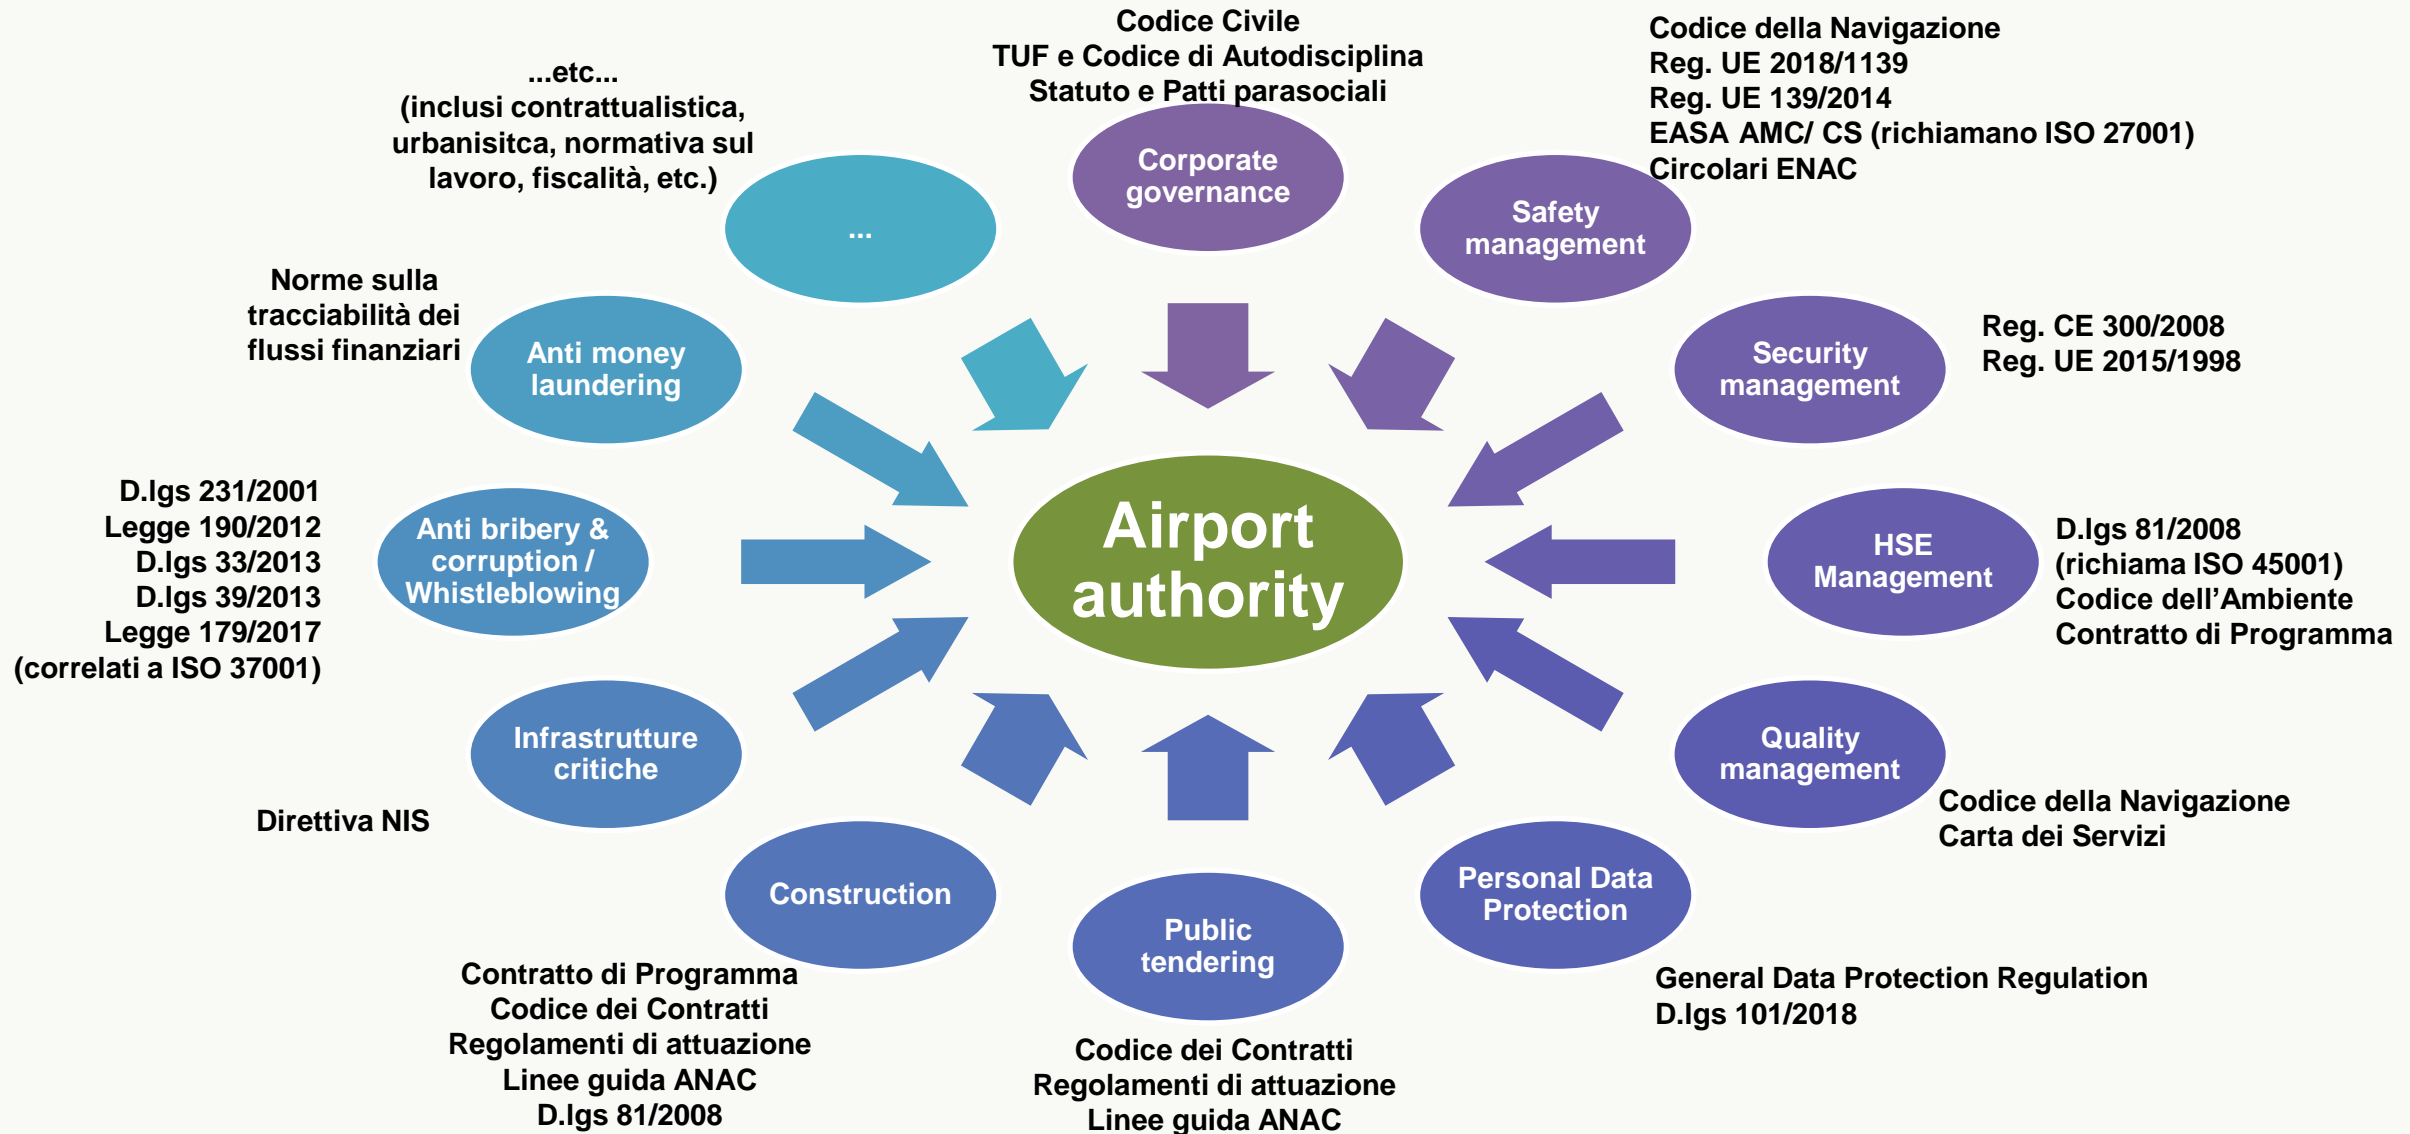 Codice Civile
TUF e Codice di Autodisciplina
Statuto e Patti parasociali
Corporate
governance
Codice della Navigazione
Reg. UE 2018/1139
Reg. UE 139/2014
EASA AMC/ CS (richiamano ISO 27001)
Circolari ENAC
Safety
management
Reg. CE 300/2008
Reg. UE 2015/1998
Security
management
D.lgs 81/2008
(richiama ISO 45001)
Codice dell’Ambiente
Contratto di Programma
HSE
Management
Quality
management
Codice della Navigazione
Carta dei Servizi
Personal Data
Protection
General Data Protection Regulation
D.lgs 101/2018
Public
tendering
Codice dei Contratti
Regolamenti di attuazione
Linee guida ANAC
Construction
Contratto di Programma
Codice dei Contratti
Regolamenti di attuazione
Linee guida ANAC
D.lgs 81/2008
Infrastrutture
critiche
Direttiva NIS
Anti bribery &
corruption /
Whistleblowing
D.lgs 231/2001
Legge 190/2012
D.lgs 33/2013
D.lgs 39/2013
Legge 179/2017
(correlati a ISO 37001)
Anti money
laundering
Norme sulla
tracciabilità dei
flussi finanziari
...
...etc...
(inclusi contrattualistica,
urbanisitca, normativa sul
lavoro, fiscalità, etc.)
Airport
authority